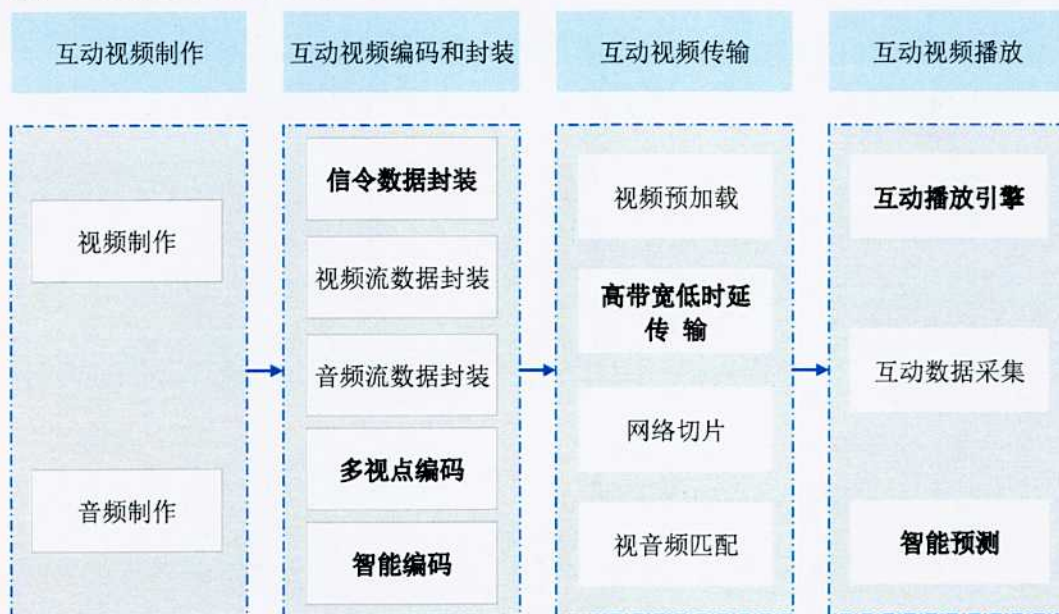 互动视频制作
互动视频编码和封装
互动视频传输
互动视频播放
视频制作
音频制作
信令数据封装
视频流数据封装
音频流数据封装
多视点编码
智能编码
视频预加载
高带宽低时延
传 输
网络切片
视音频匹配
互动播放引擎
互动数据采集
智能预测